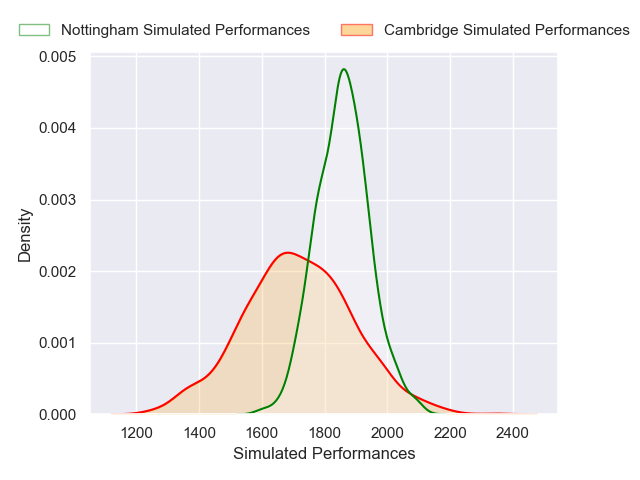 Nottingham Simulated Performances
Cambridge Simulated Performances
0.005
0.004
0.003
0.002
0.001
0.000
Density
1200 1400 1600 1800 2000 2200 2400
Simulated Performances